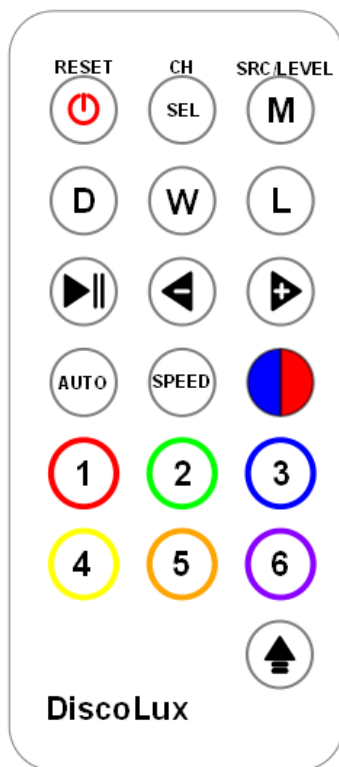 RESET CH SRC/LEVEL
SEL M
D W L
- +
AUTO SPEED
1 2 3
4 5 6
DiscoLux